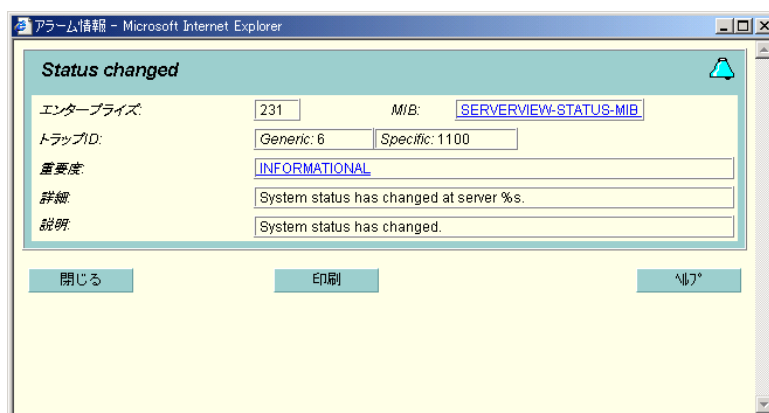 アラーム情報 - Microsoft Internet Explorer
Status changed
エンタープライズ: 231 MIB: SERVERVIEW-STATUS-MIB
トラップID: Generic: 6 Specific: 1100
重要度: INFORMATIONAL
詳細: System status has changed at server %s.
説明: System status has changed.
閉じる 印刷 ﾍﾙﾌﾟ